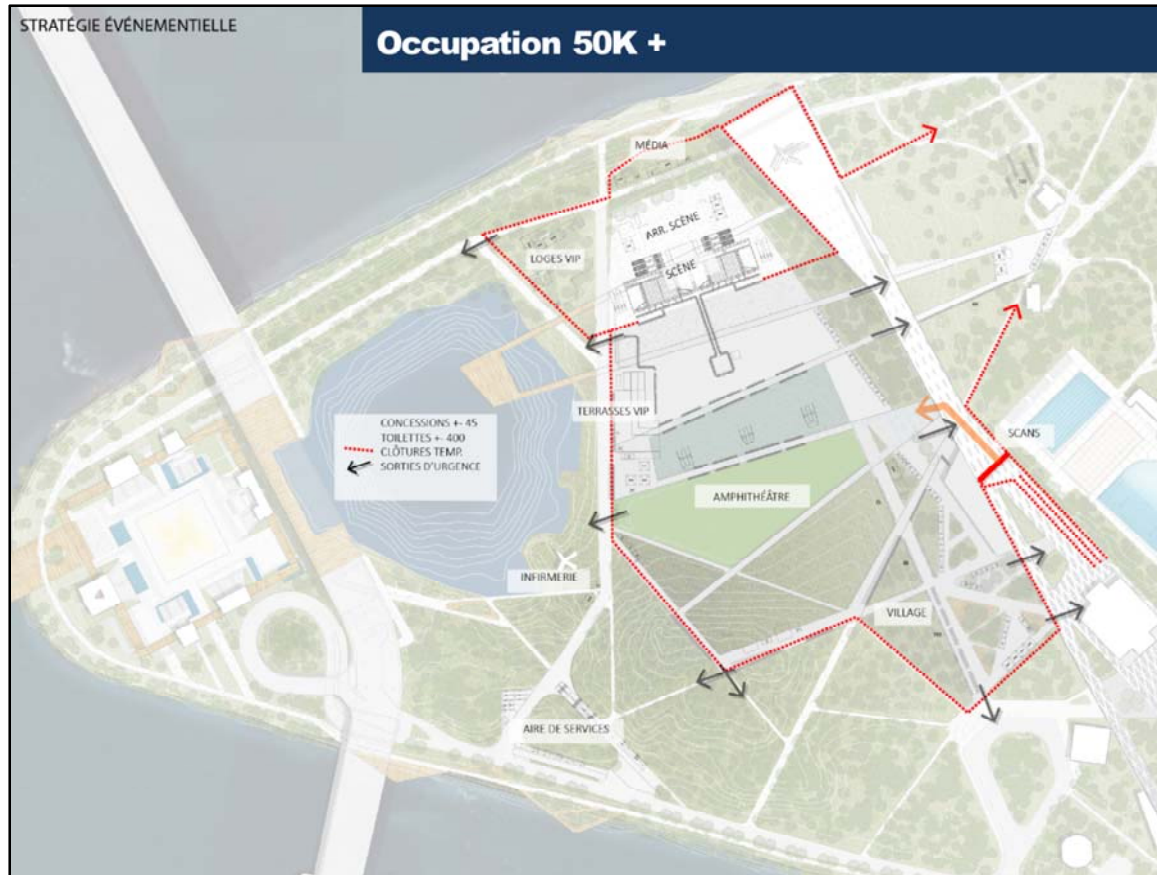 STRATÉGIE ÉVÉNEMENTIELLE
Occupation 50K +
MÉDIA
ARR. SCÈNE
LOGES VIP
SCÈNE
TERRASSES VIP
CONCESSIONS +- 45
TOILETTES +- 400
CLÔTURES TEMP.
SORTIES D'URGENCE
SCANS
AMPHITHÉÂTRE
INFIRMERIE
VILLAGE
AIRE DE SERVICES